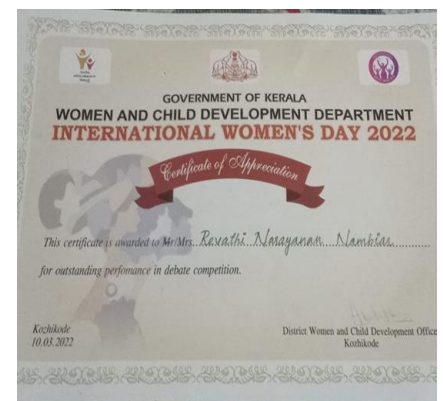 GOVERNMENT OF KERALA
WOMEN AND CHILD DEVELOPMENT DEPARTMENT
INTERNATIONAL WOMEN'S DAY 2022
Certificate of Appreciation
This certificate is awarded to Mr/Mrs..Revathi..Narayanan...Nambiar............
for outstanding perfomance in debate competition.
Kozhikode
10.03.2022
District Women and Child Development Office
Kozhikode